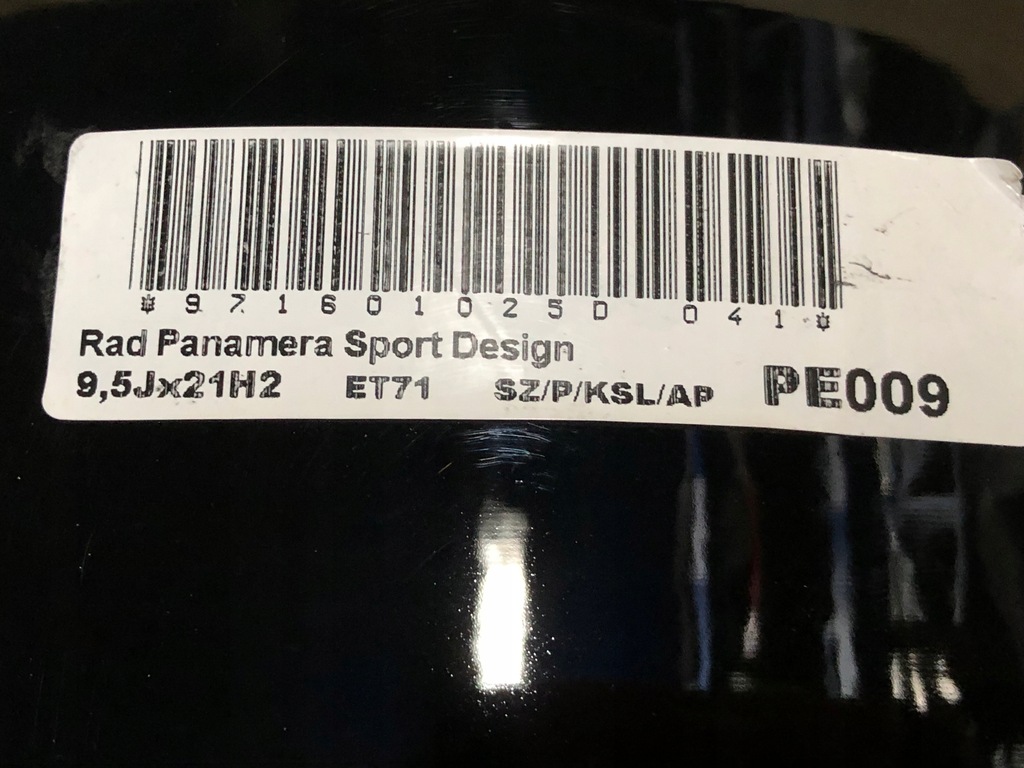 *971601025D 041*
Rad Panamera Sport Design
9,5Jx21H2 ET71 SZ/P/KSL/AP PE009